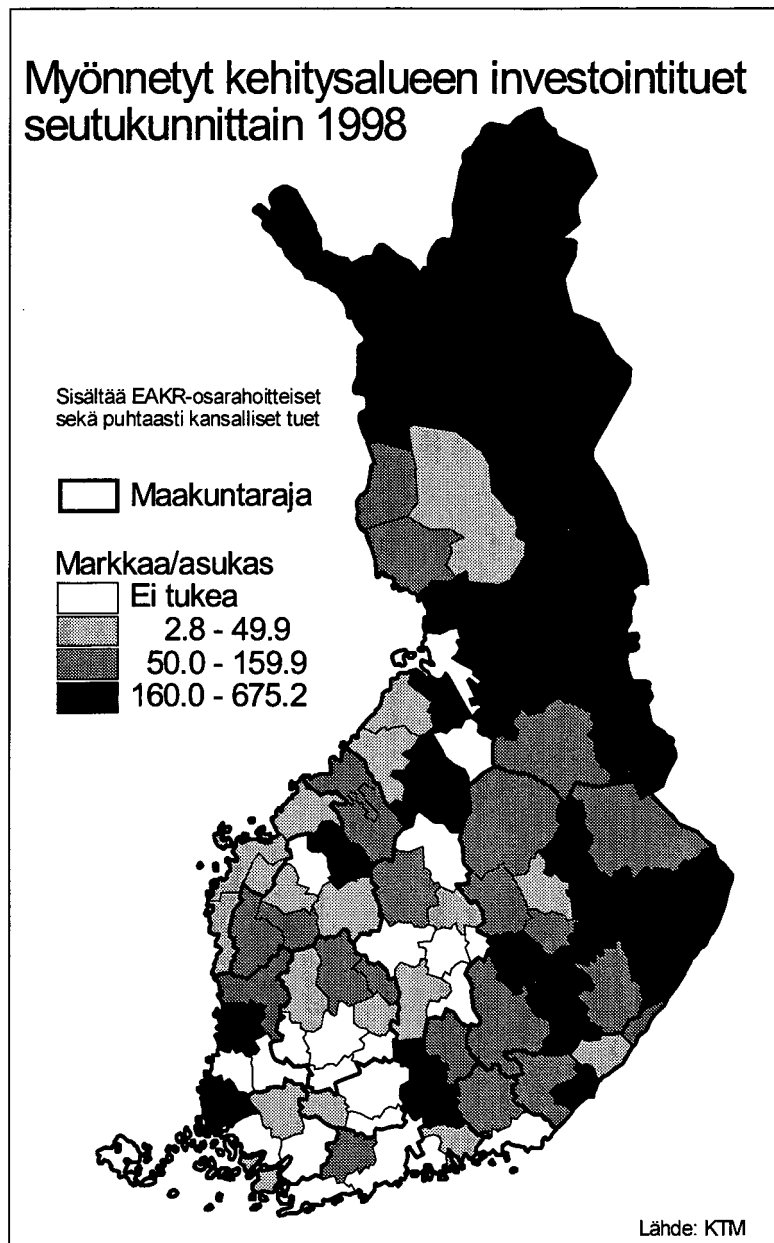 Myönnetyt kehitysalueen investointituet
seutukunnittain 1998
Sisältää EAKR-osarahoitteiset
sekä puhtaasti kansalliset tuet
Maakuntaraja
Markkaa/asukas
Ei tukea
2.8 - 49.9
50.0 - 159.9
160.0 - 675.2
Lähde: KTM